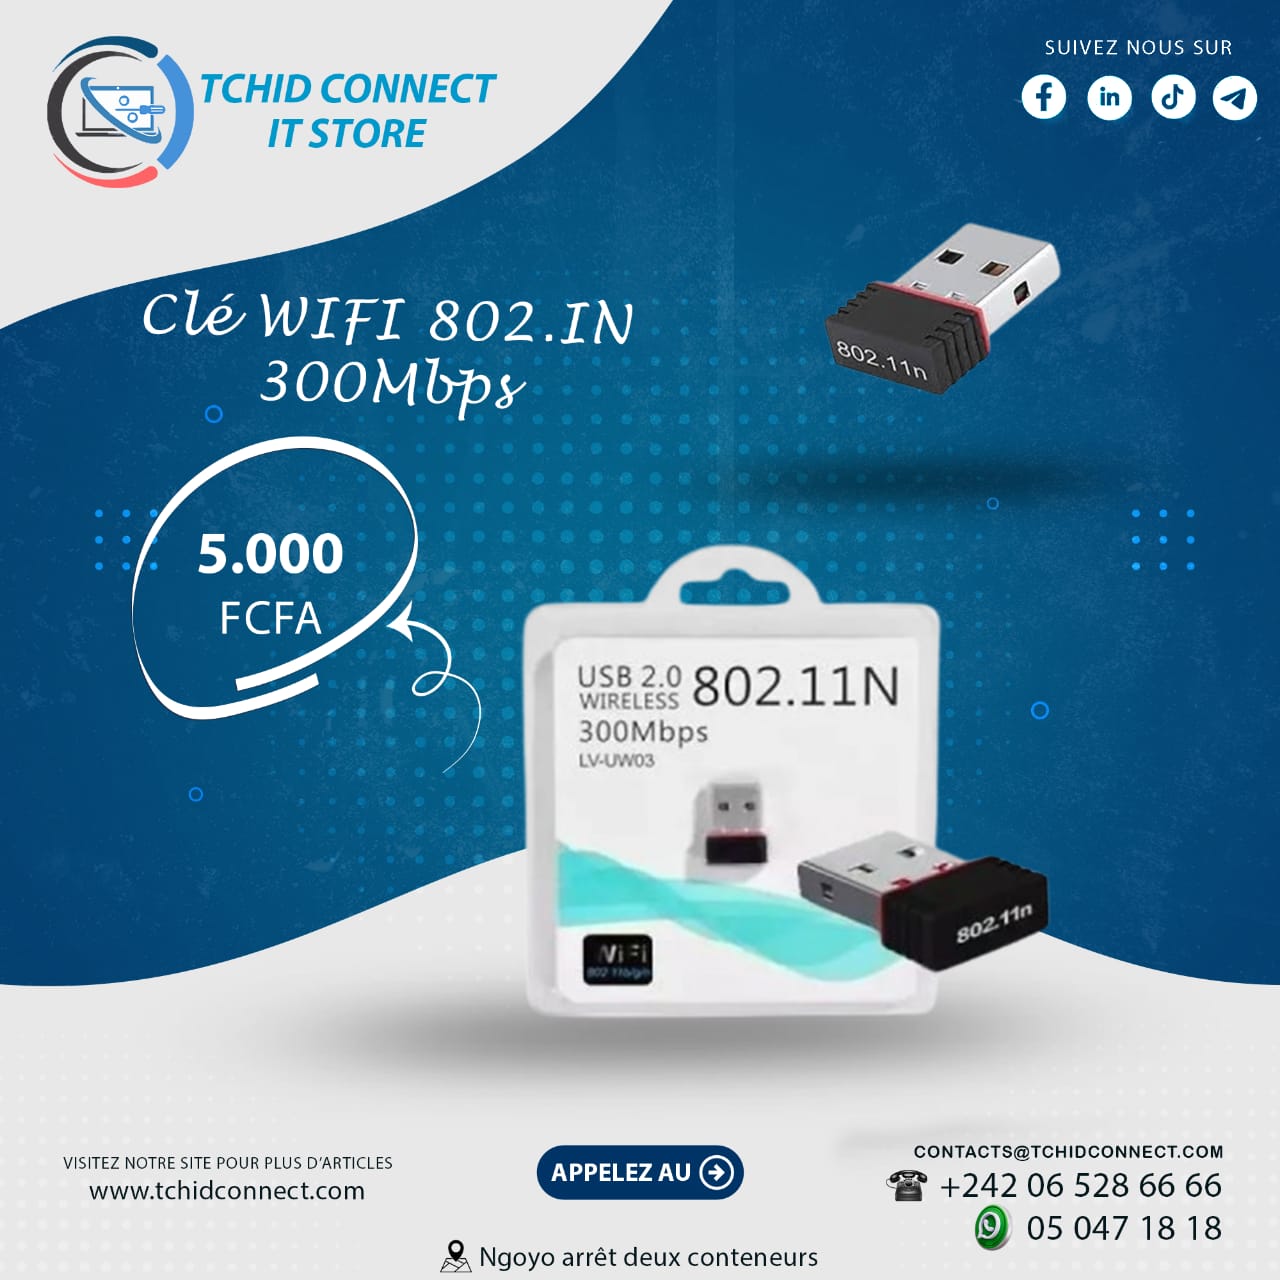 TCHID CONNECT
IT STORE
SUIVEZ NOUS SUR
Clé WIFI 802.IN
300Mbps
802.11n
5.000
FCFA
USB 2.0
WIRELESS
802.11N
300Mbps
LV-UW03
802.11n
WiFi
802.11b/g/n
VISITEZ NOTRE SITE POUR PLUS D’ARTICLES
www.tchidconnect.com
APPELEZ AU
CONTACTS@TCHIDCONNECT.COM
+242 06 528 66 66
05 047 18 18
Ngoyo arrêt deux conteneurs